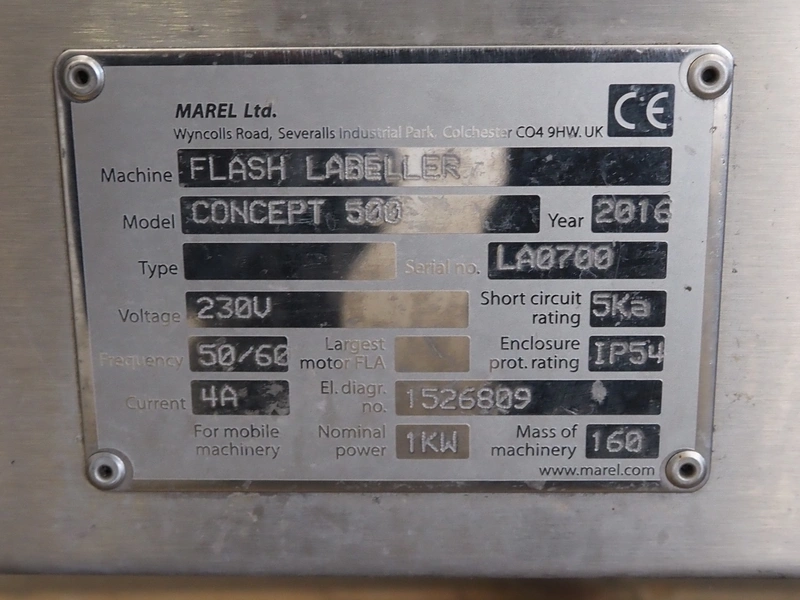 MAREL Ltd.
Wyncolls Road, Severalls Industrial Park, Colchester CO4 9HW. UK
CE
Machine FLASH LABELLER
Model CONCEPT 500 Year 2016
Type Serial no. LA0700
Voltage 230V Short circuit rating 5Ka
Frequency 50/60 Largest motor FLA Enclosure prot. rating IP54
Current 4A El. diagr. no. 1526809
For mobile machinery Nominal power 1KW Mass of machinery 160
www.marel.com